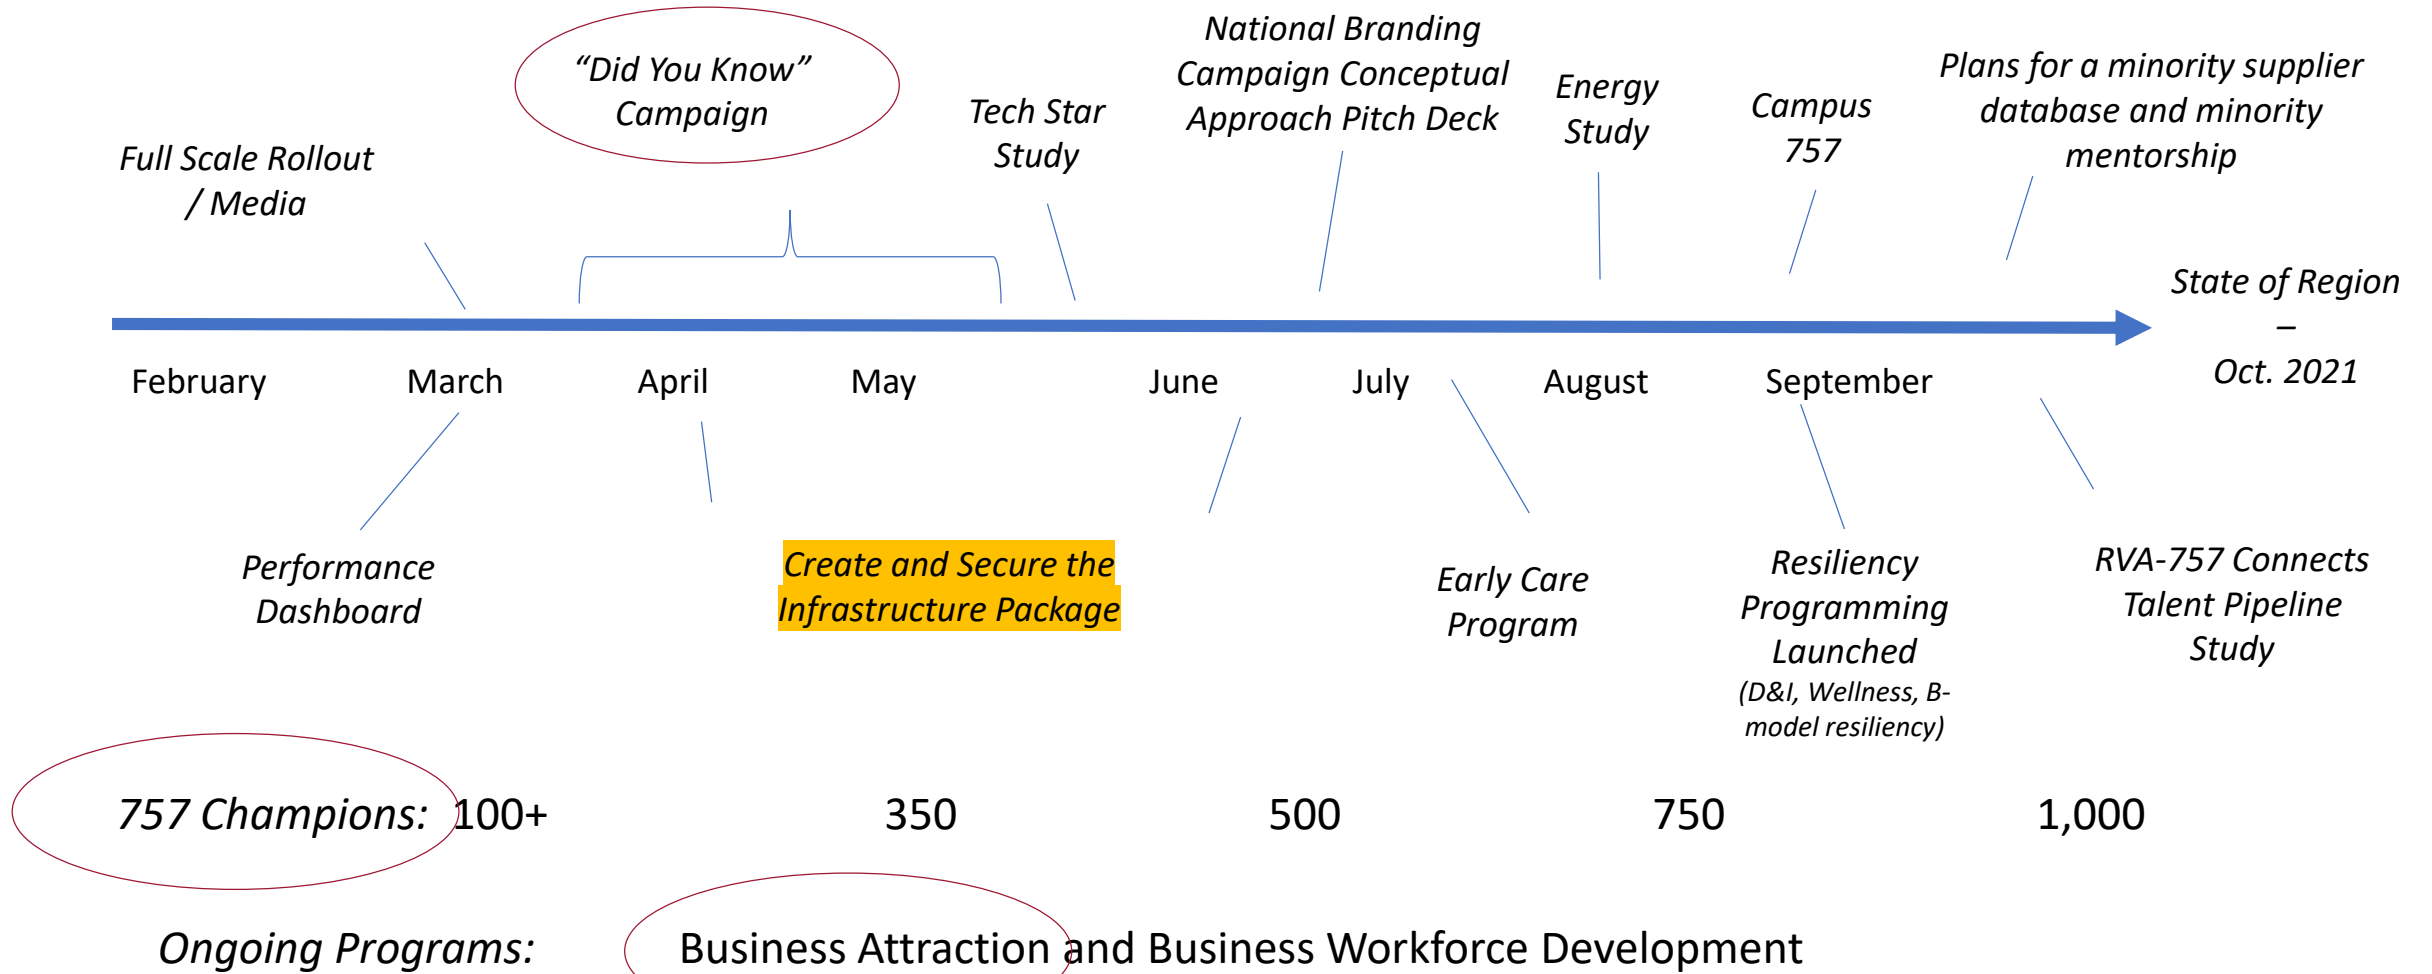 “Did You Know”
Campaign
National Branding
Campaign Conceptual
Approach Pitch Deck
Full Scale Rollout
/ Media
Tech Star
Study
Energy
Study
Campus
757
Plans for a minority supplier
database and minority
mentorship
State of Region
–
Oct. 2021
February March April May June July August September
Performance
Dashboard
Create and Secure the
Infrastructure Package
Early Care
Program
Resiliency
Programming
Launched
(D&I, Wellness, B-
model resiliency)
RVA-757 Connects
Talent Pipeline
Study
757 Champions: 100+ 350 500 750 1,000
Ongoing Programs: Business Attraction and Business Workforce Development